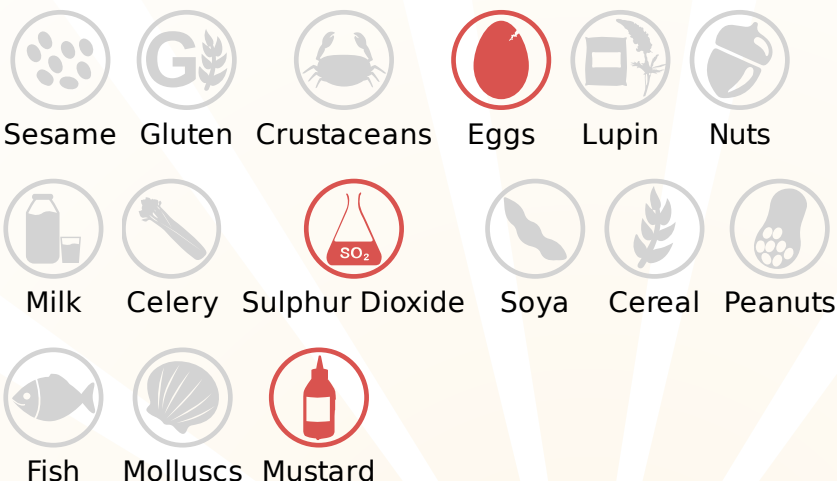 G
Sesame Gluten Crustaceans Eggs Lupin Nuts
SO₂
Milk Celery Sulphur Dioxide Soya Cereal Peanuts
Fish Molluscs Mustard